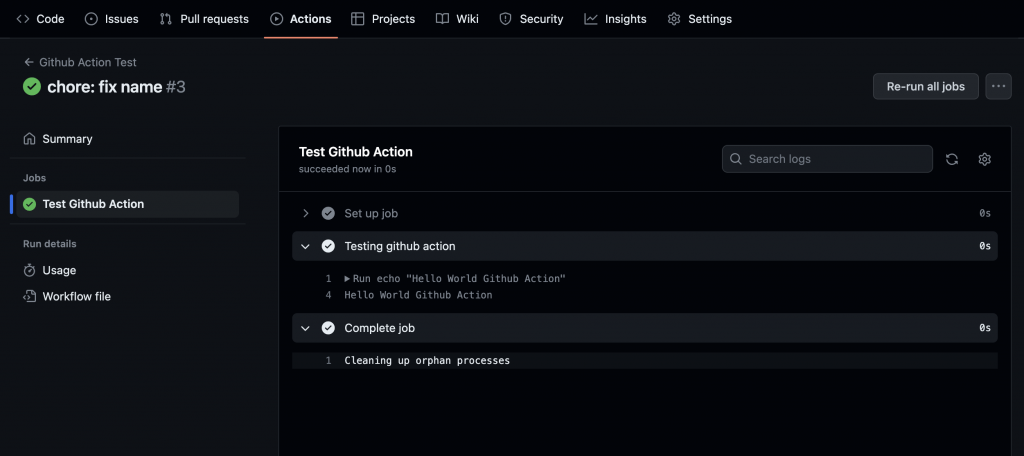 Code Issues Pull requests Actions Projects Wiki Security Insights Settings
Github Action Test
chore: fix name #3
Re-run all jobs
Summary
Jobs
Test Github Action
Run details
Usage
Workflow file
Test Github Action
succeeded now in 0s
Search logs
Set up job 0s
Testing github action 0s
1 Run echo "Hello World Github Action"
4 Hello World Github Action
Complete job 0s
1 Cleaning up orphan processes